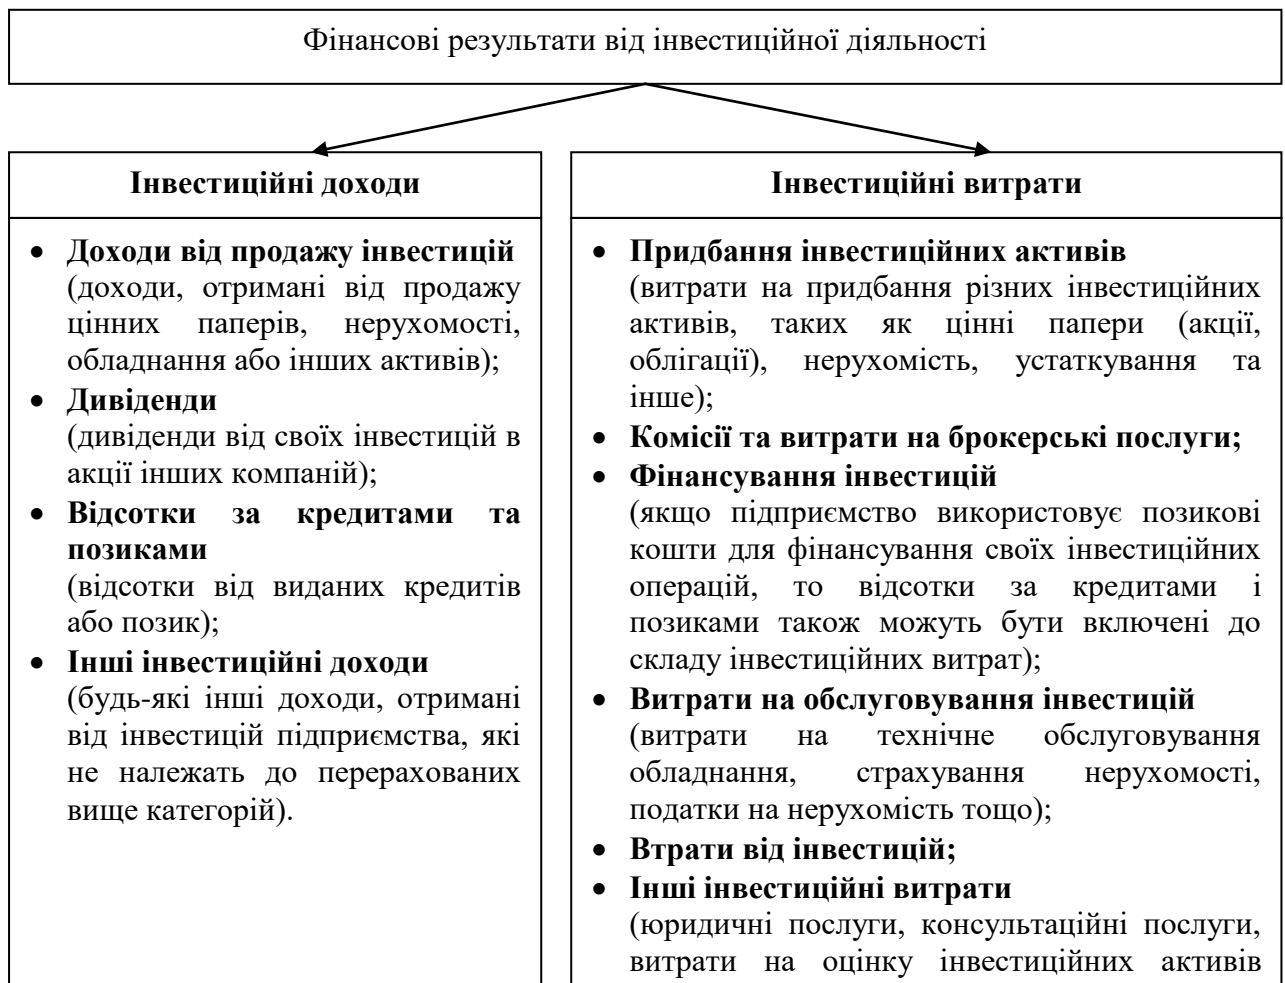 Фінансові результати від інвестиційної діяльності
Інвестиційні доходи
• Доходи від продажу інвестицій
(доходи, отримані від продажу
цінних паперів, нерухомості,
обладнання або інших активів);
• Дивіденди
(дивіденди від своїх інвестицій в
акції інших компаній);
• Відсотки за кредитами та
позиками
(відсотки від виданих кредитів
або позик);
• Інші інвестиційні доходи
(будь-які інші доходи, отримані
від інвестицій підприємства, які
не належать до перерахованих
вище категорій).
Інвестиційні витрати
• Придбання інвестиційних активів
(витрати на придбання різних інвестиційних
активів, таких як цінні папери (акції,
облігації), нерухомість, устаткування та
інше);
• Комісії та витрати на брокерські послуги;
• Фінансування інвестицій
(якщо підприємство використовує позикові
кошти для фінансування своїх інвестиційних
операцій, то відсотки за кредитами і
позиками також можуть бути включені до
складу інвестиційних витрат);
• Витрати на обслуговування інвестицій
(витрати на технічне обслуговування
обладнання, страхування нерухомості,
податки на нерухомість тощо);
• Втрати від інвестицій;
• Інші інвестиційні витрати
(юридичні послуги, консультаційні послуги,
витрати на оцінку інвестиційних активів